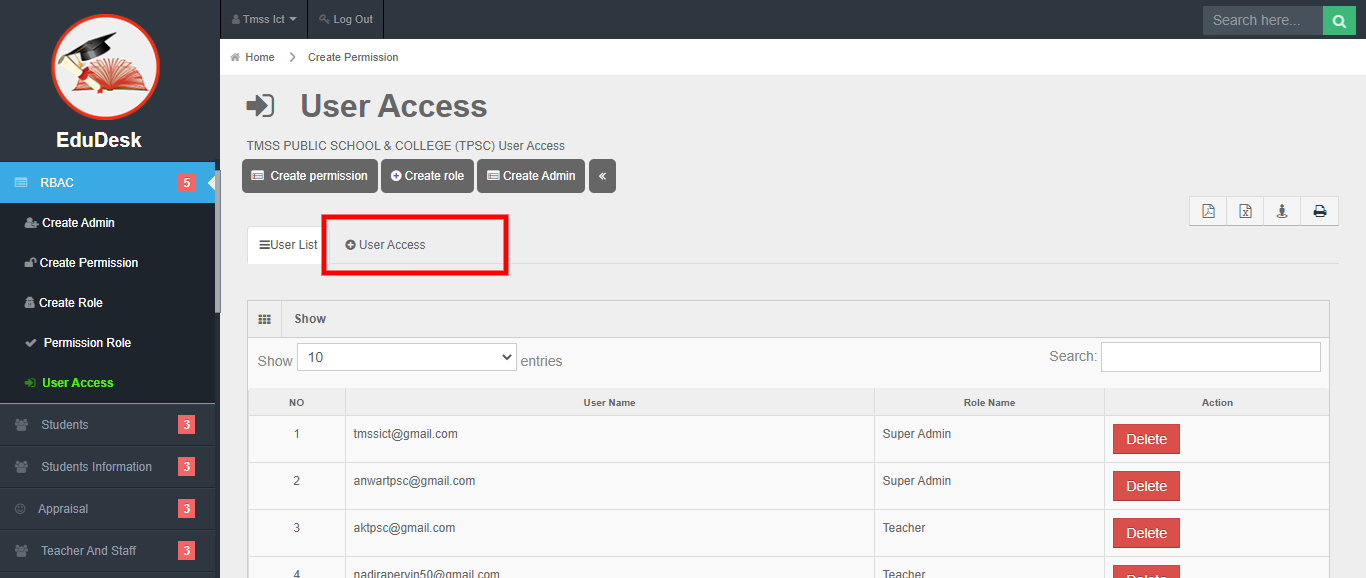 Tmss Ict
Log Out
Search here...
EduDesk
Home
Create Permission
User Access
TMSS PUBLIC SCHOOL & COLLEGE (TPSC) User Access
Create permission
Create role
Create Admin
«
RBAC
5
Create Admin
Create Permission
Create Role
Permission Role
User Access
Students
3
Students Information
3
Appraisal
3
Teacher And Staff
3
User List
User Access
Show
Show 10 entries
Search:
NO User Name Role Name Action
1 tmssict@gmail.com Super Admin Delete
2 anwartpsc@gmail.com Super Admin Delete
3 aktpsc@gmail.com Teacher Delete
4 nadirapervin50@gmail.com Teacher Delete